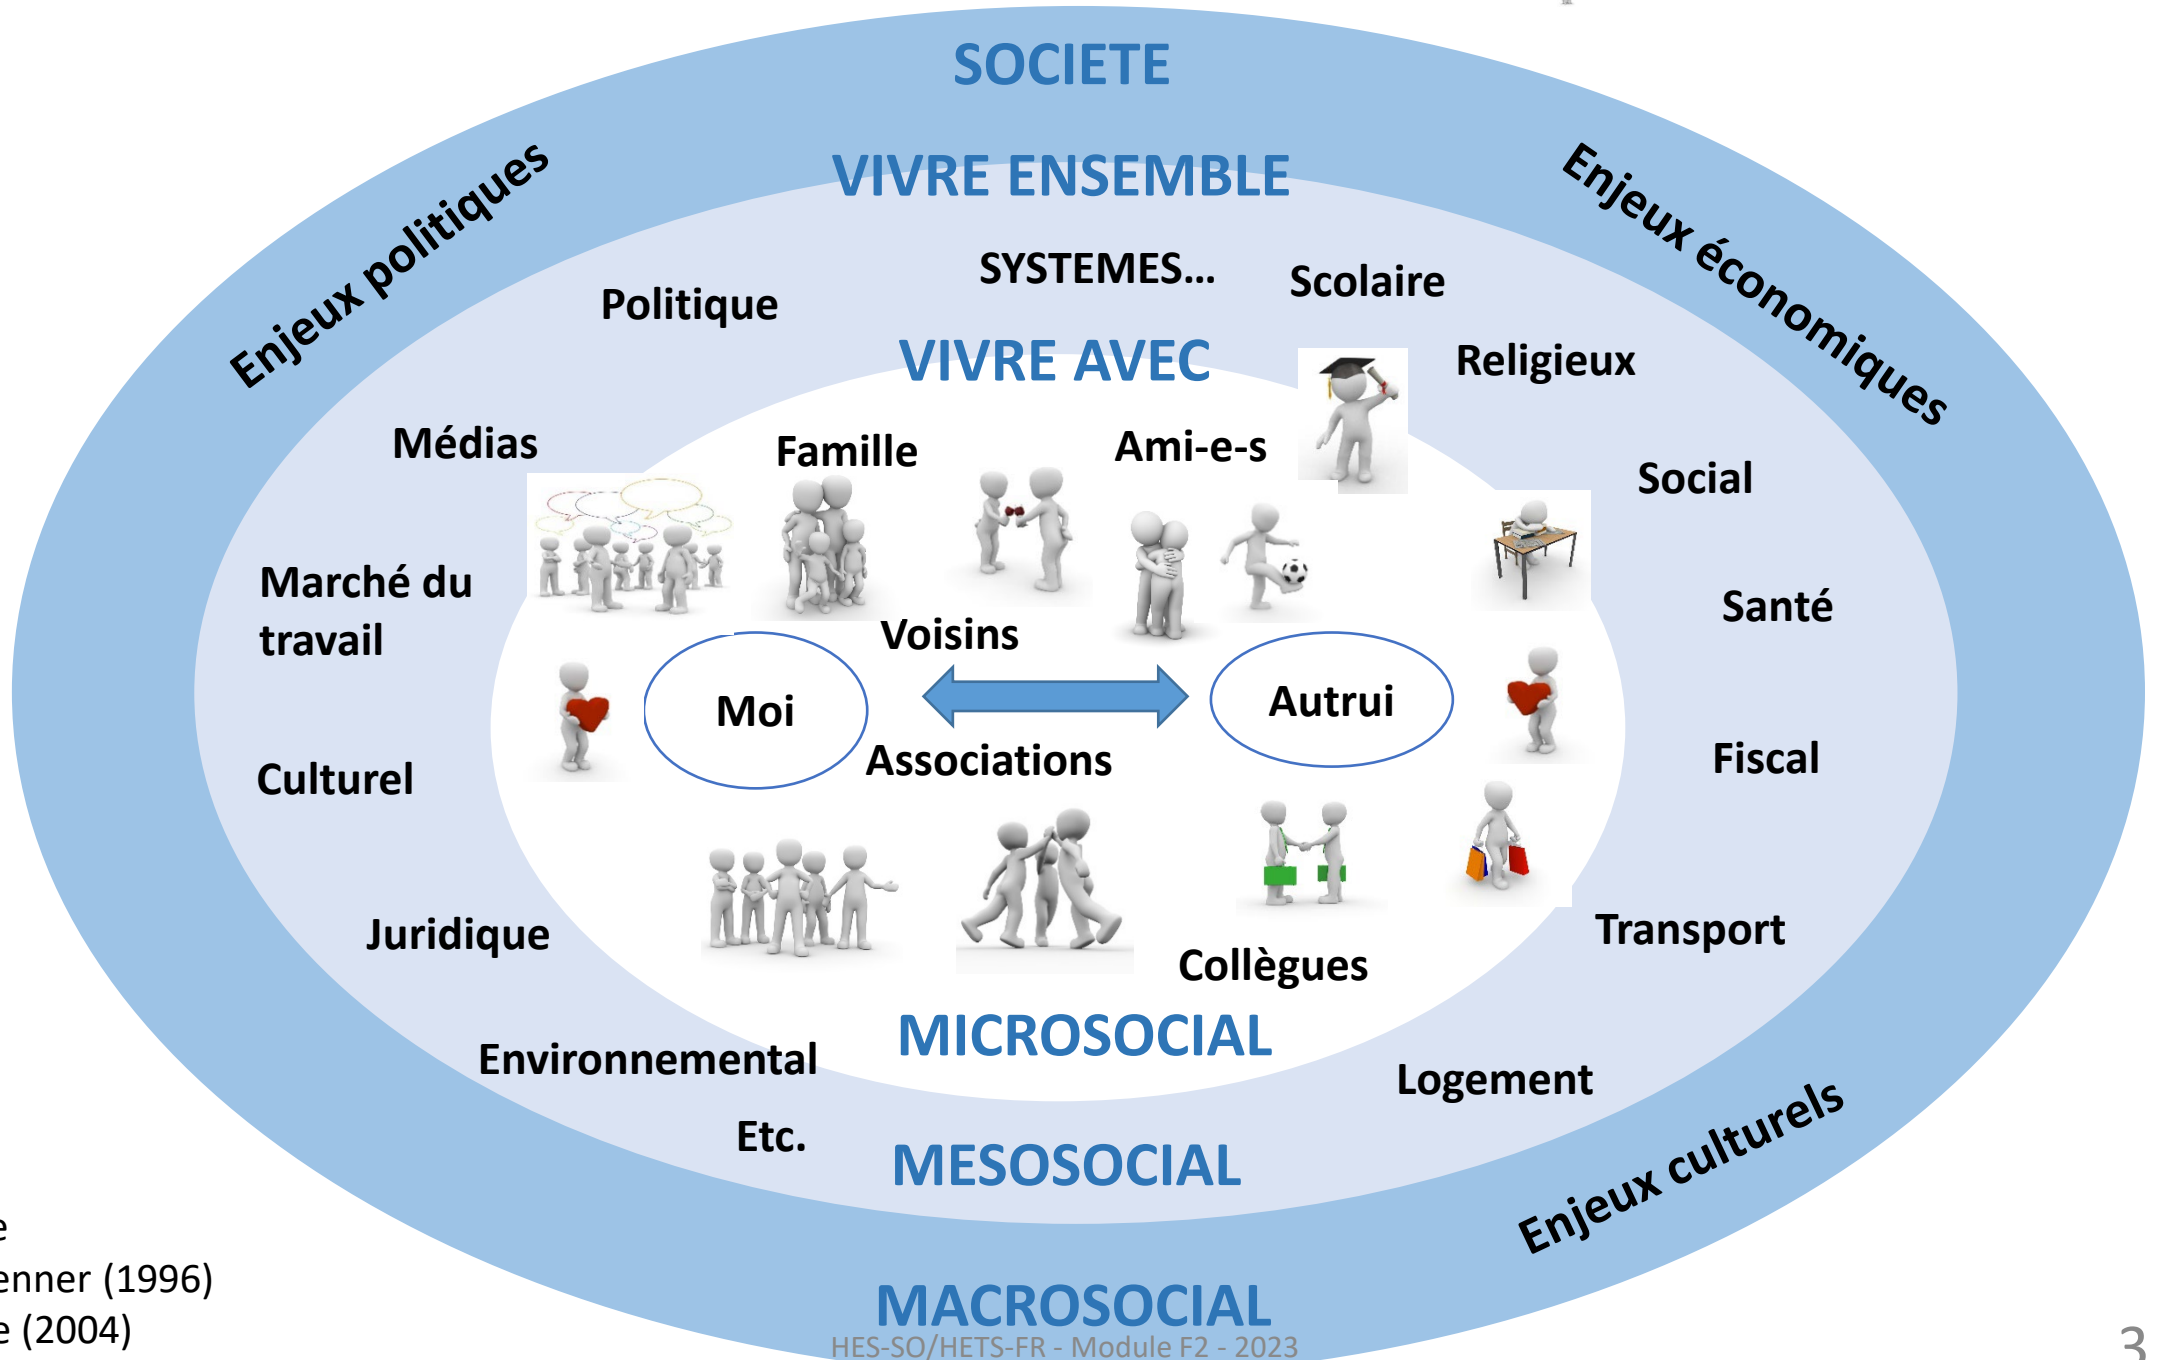 SOCIETE
VIVRE ENSEMBLE
Enjeux politiques
Enjeux économiques
SYSTEMES...
Scolaire
Politique
VIVRE AVEC
Religieux
Médias
Famille
Ami-e-s
Social
Marché du
travail
Santé
Voisins
Moi
Autrui
Associations
Culturel
Fiscal
Juridique
Transport
Collègues
MICROSOCIAL
Environnemental
Logement
Etc.
MESOSOCIAL
Enjeux culturels
e
enner (1996)
MACROSOCIAL
e (2004)
HES-SO/HETS-FR - Module F2 - 2023
3